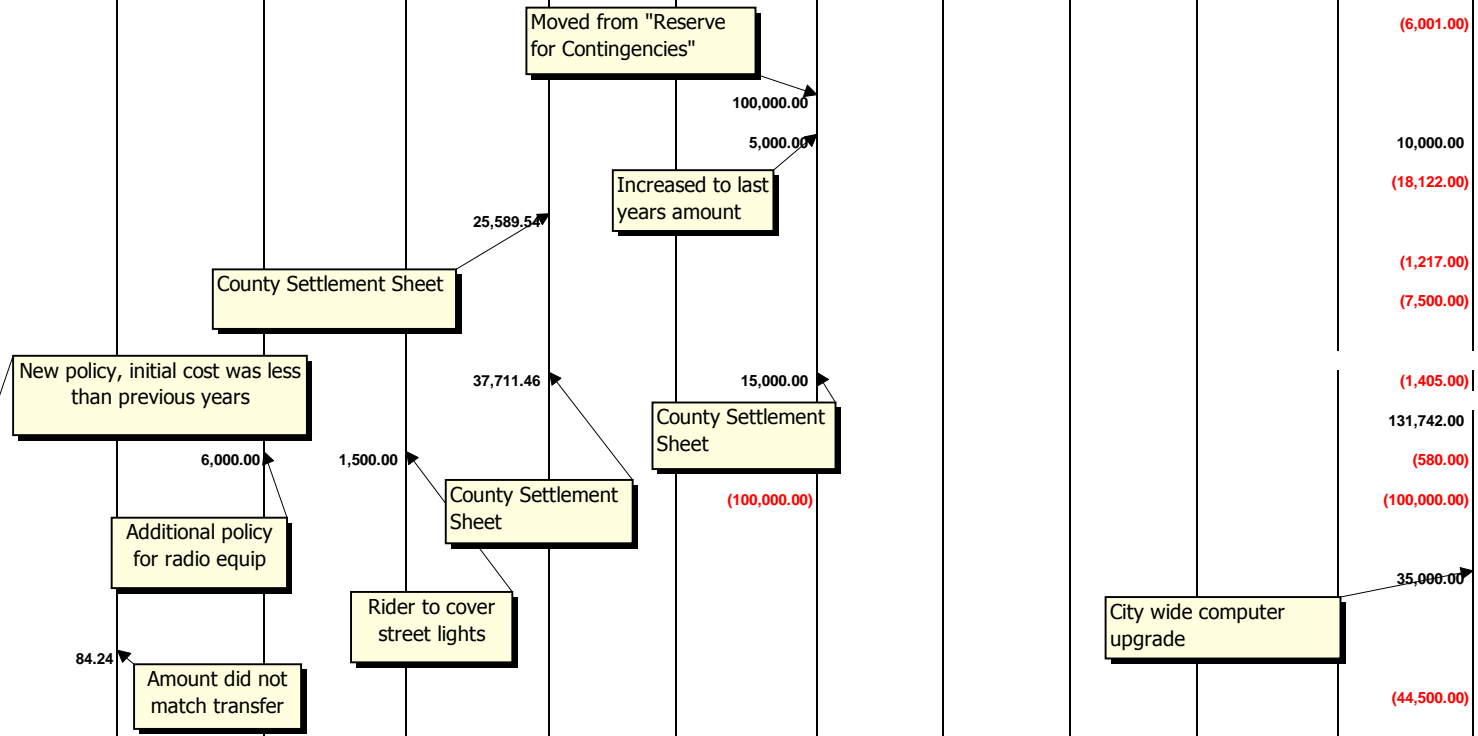 Moved from "Reserve
for Contingencies"
(6,001.00)
100,000.00
5,000.00
10,000.00
Increased to last
years amount
(18,122.00)
25,589.54
County Settlement Sheet
(1,217.00)
(7,500.00)
New policy, initial cost was less
than previous years
37,711.46
15,000.00
(1,405.00)
County Settlement
Sheet
131,742.00
6,000.00
1,500.00
(580.00)
County Settlement
Sheet
(100,000.00)
(100,000.00)
Additional policy
for radio equip
35,000.00
Rider to cover
street lights
City wide computer
upgrade
84.24
Amount did not
match transfer
(44,500.00)